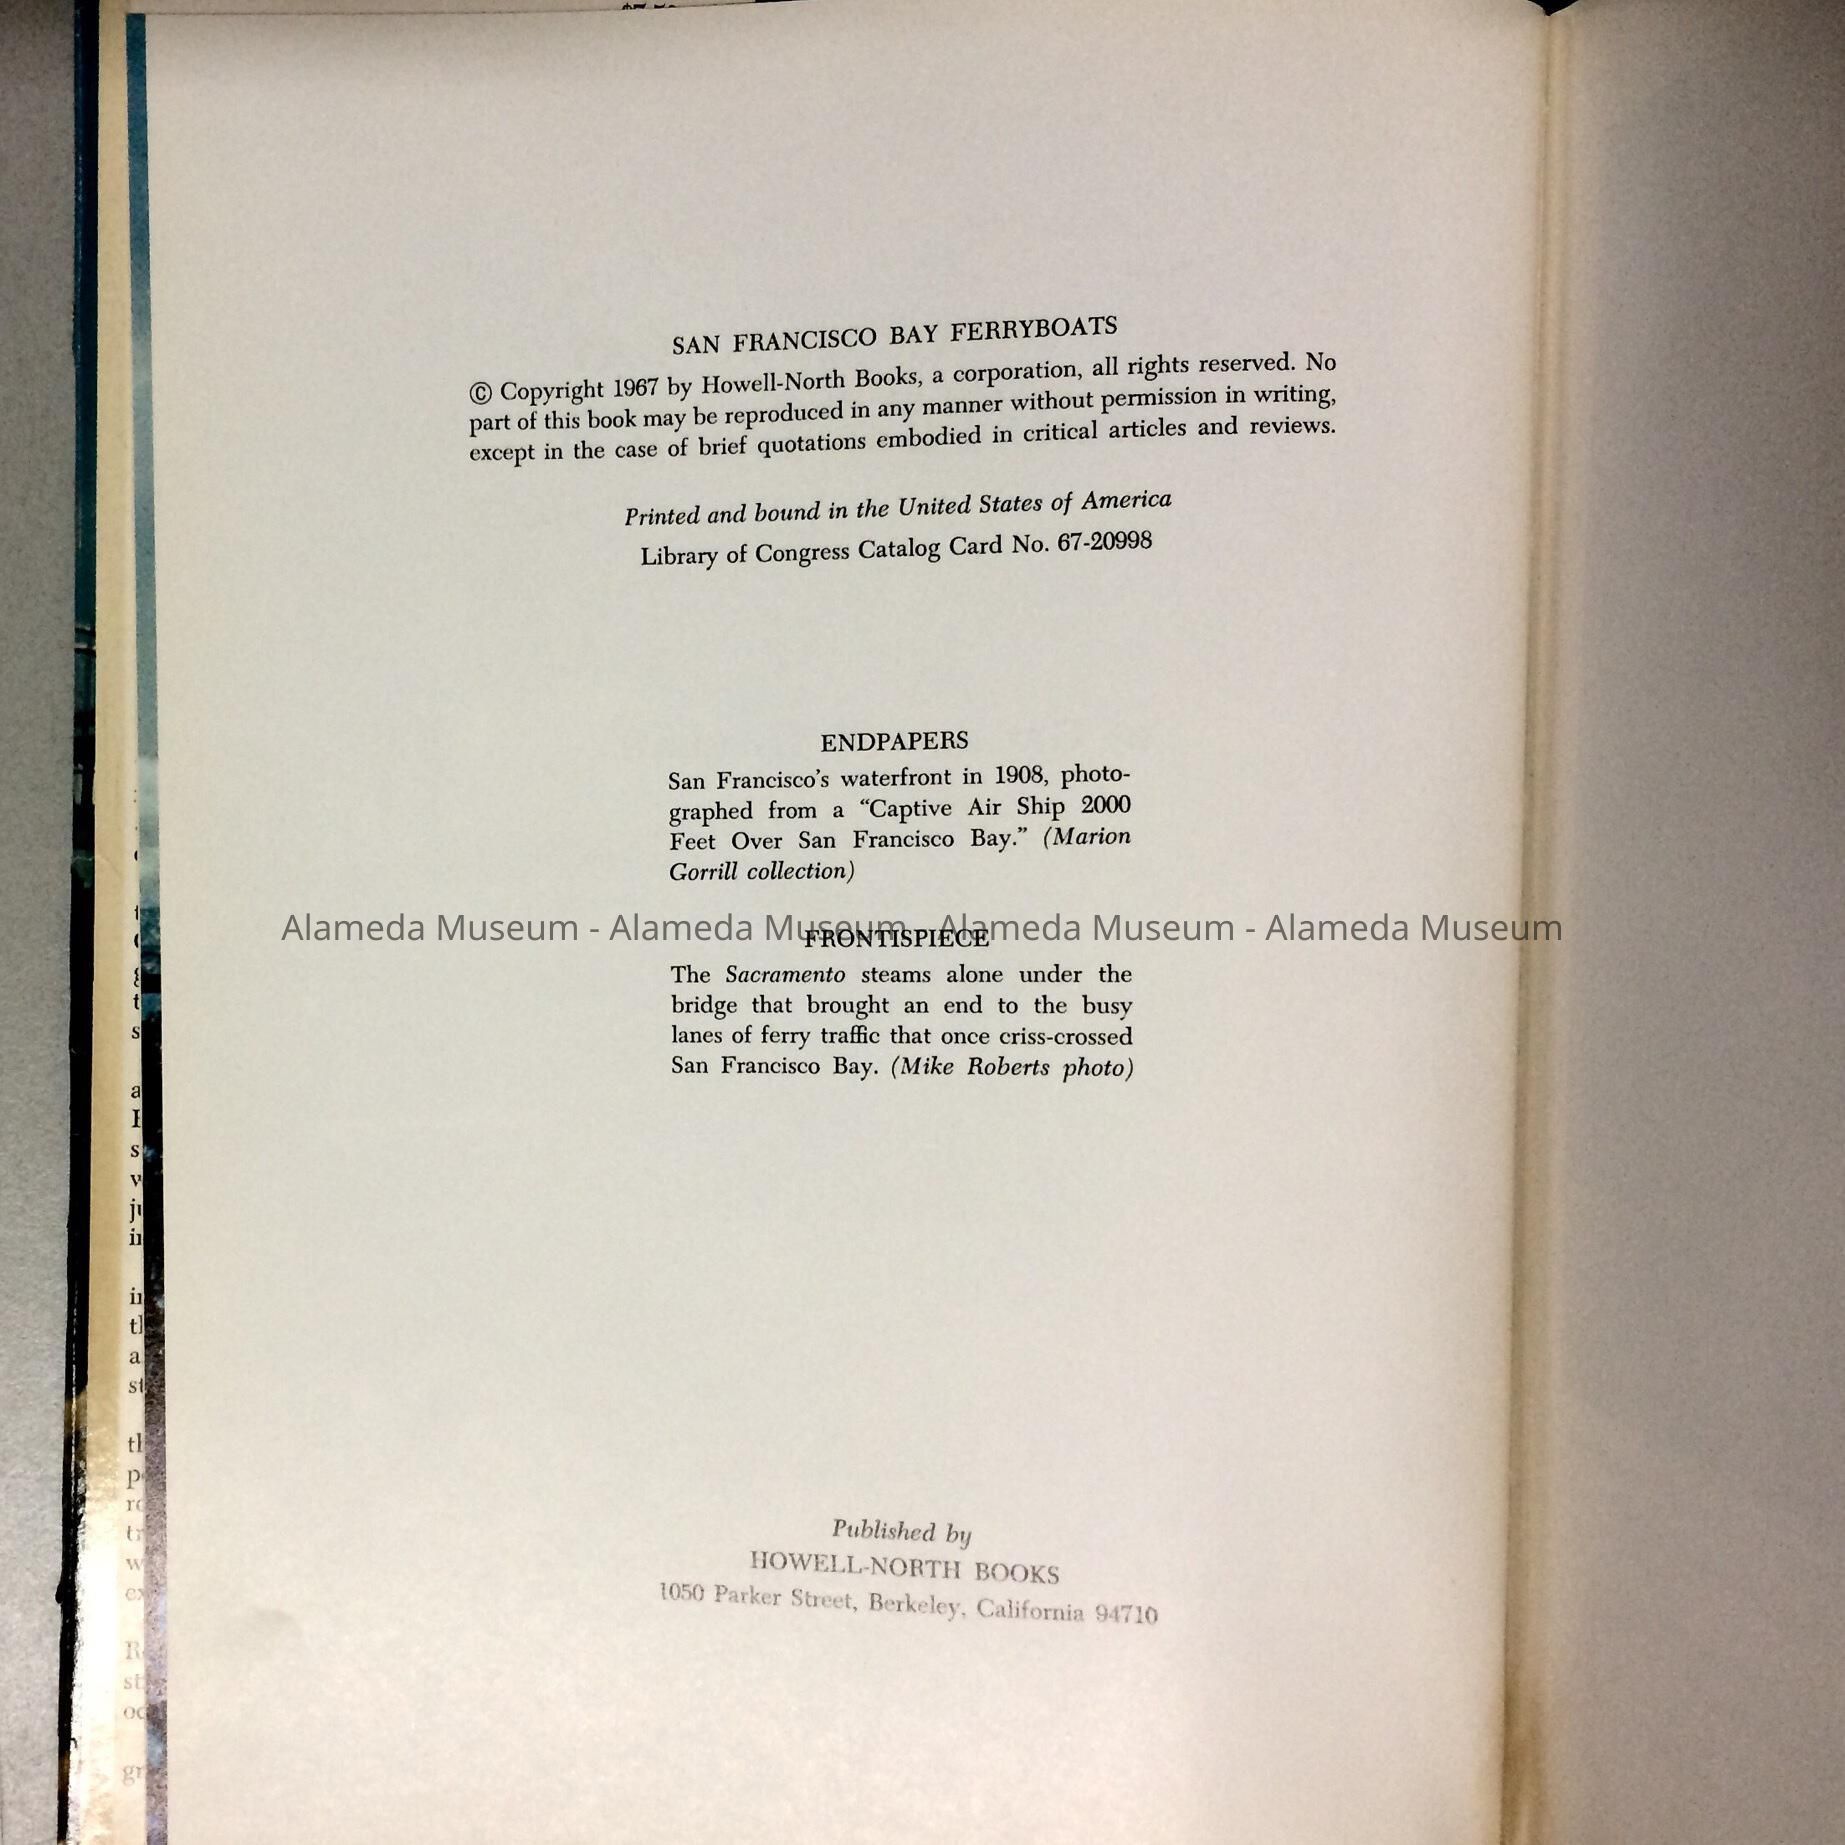 SAN FRANCISCO BAY FERRYBOATS
© Copyright 1967 by Howell-North Books, a corporation, all rights reserved. No
part of this book may be reproduced in any manner without permission in writing,
except in the case of brief quotations embodied in critical articles and reviews.
Printed and bound in the United States of America
Library of Congress Catalog Card No. 67-20998
ENDPAPERS
San Francisco's waterfront in 1908, photo-
graphed from a “Captive Air Ship 2000
Feet Over San Francisco Bay.” (Marion
Gorrill collection)
Alameda Museum - Alameda Museum - Alameda Museum - Alameda Museum
FRONTISPIECE
The Sacramento steams alone under the
bridge that brought an end to the busy
lanes of ferry traffic that once criss-crossed
San Francisco Bay. (Mike Roberts photo)
Published by
HOWELL-NORTH BOOKS
1050 Parker Street, Berkeley, California 94710